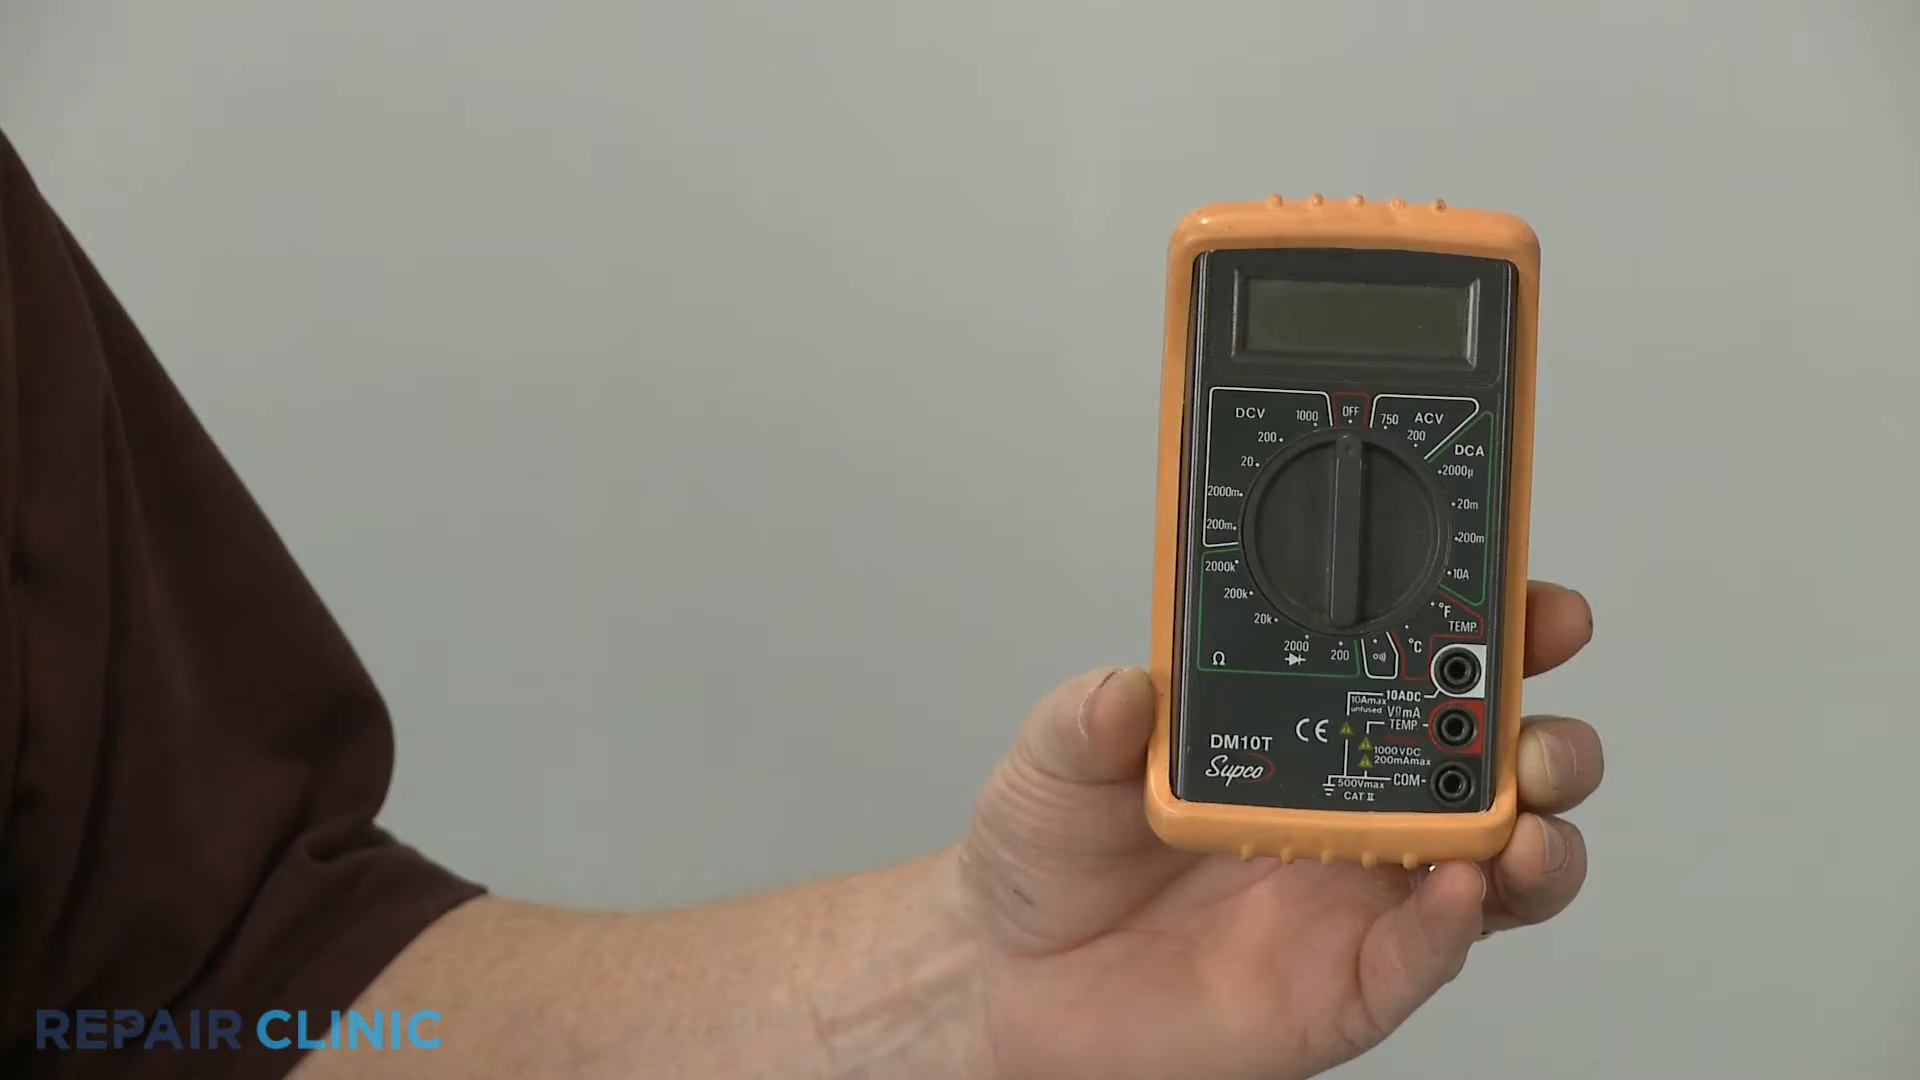 DCV 1000 OFF 750 ACV
200 200
20 DCA
2000µ
2000m 20m
200m 200m
2000k 10A
200k °F
20k TEMP
2000 200 °C
Ω
10ADC
10Amax
unfused VΩmA
TEMP
CE
DM10T 1000VDC
Supco 200mAmax
500Vmax COM
CAT II
REPAIR CLINIC